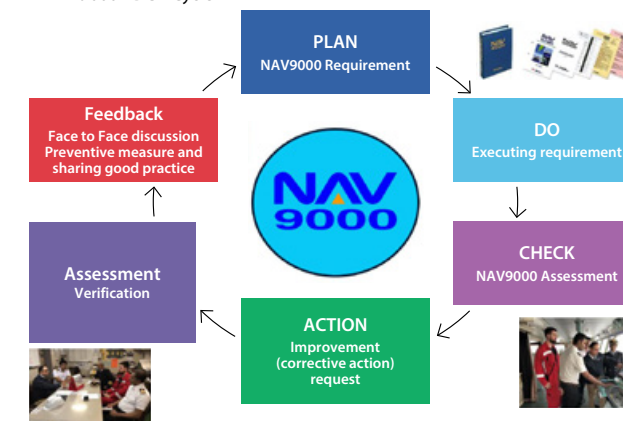 PLAN
NAV9000 Requirement
Feedback
Face to Face discussion
Preventive measure and
sharing good practice
DO
Executing requirement
NAV
9000
Assessment
Verification
CHECK
NAV9000 Assessment
ACTION
Improvement
(corrective action)
request